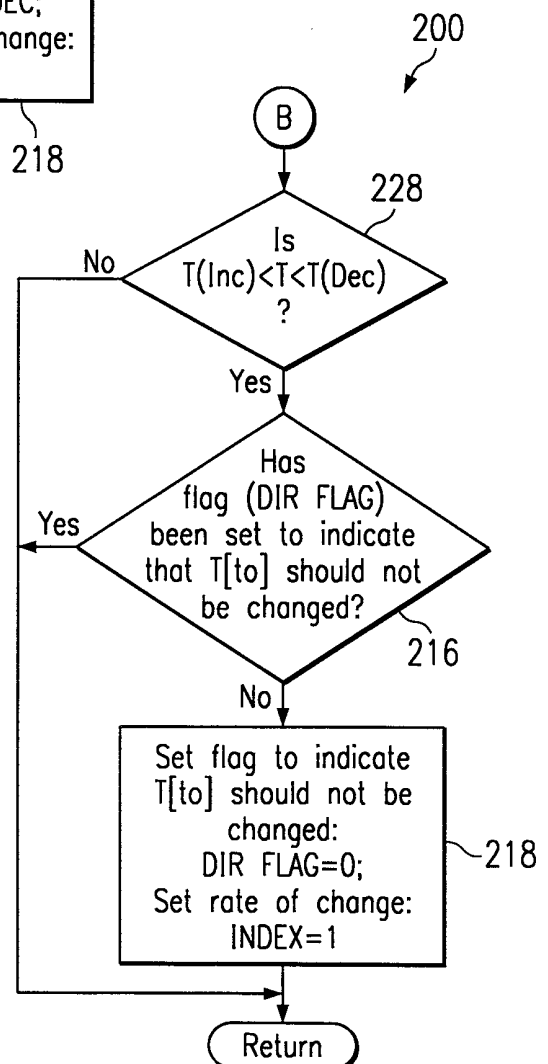 DEC;
hange:
218
200
B
228
Is
T(Inc)<T<T(Dec)
?
No
Yes
Has
flag (DIR FLAG)
been set to indicate
that T[to] should not
be changed?
Yes
216
No
Set flag to indicate
T[to] should not be
changed:
DIR FLAG=0;
Set rate of change:
INDEX=1
218
Return